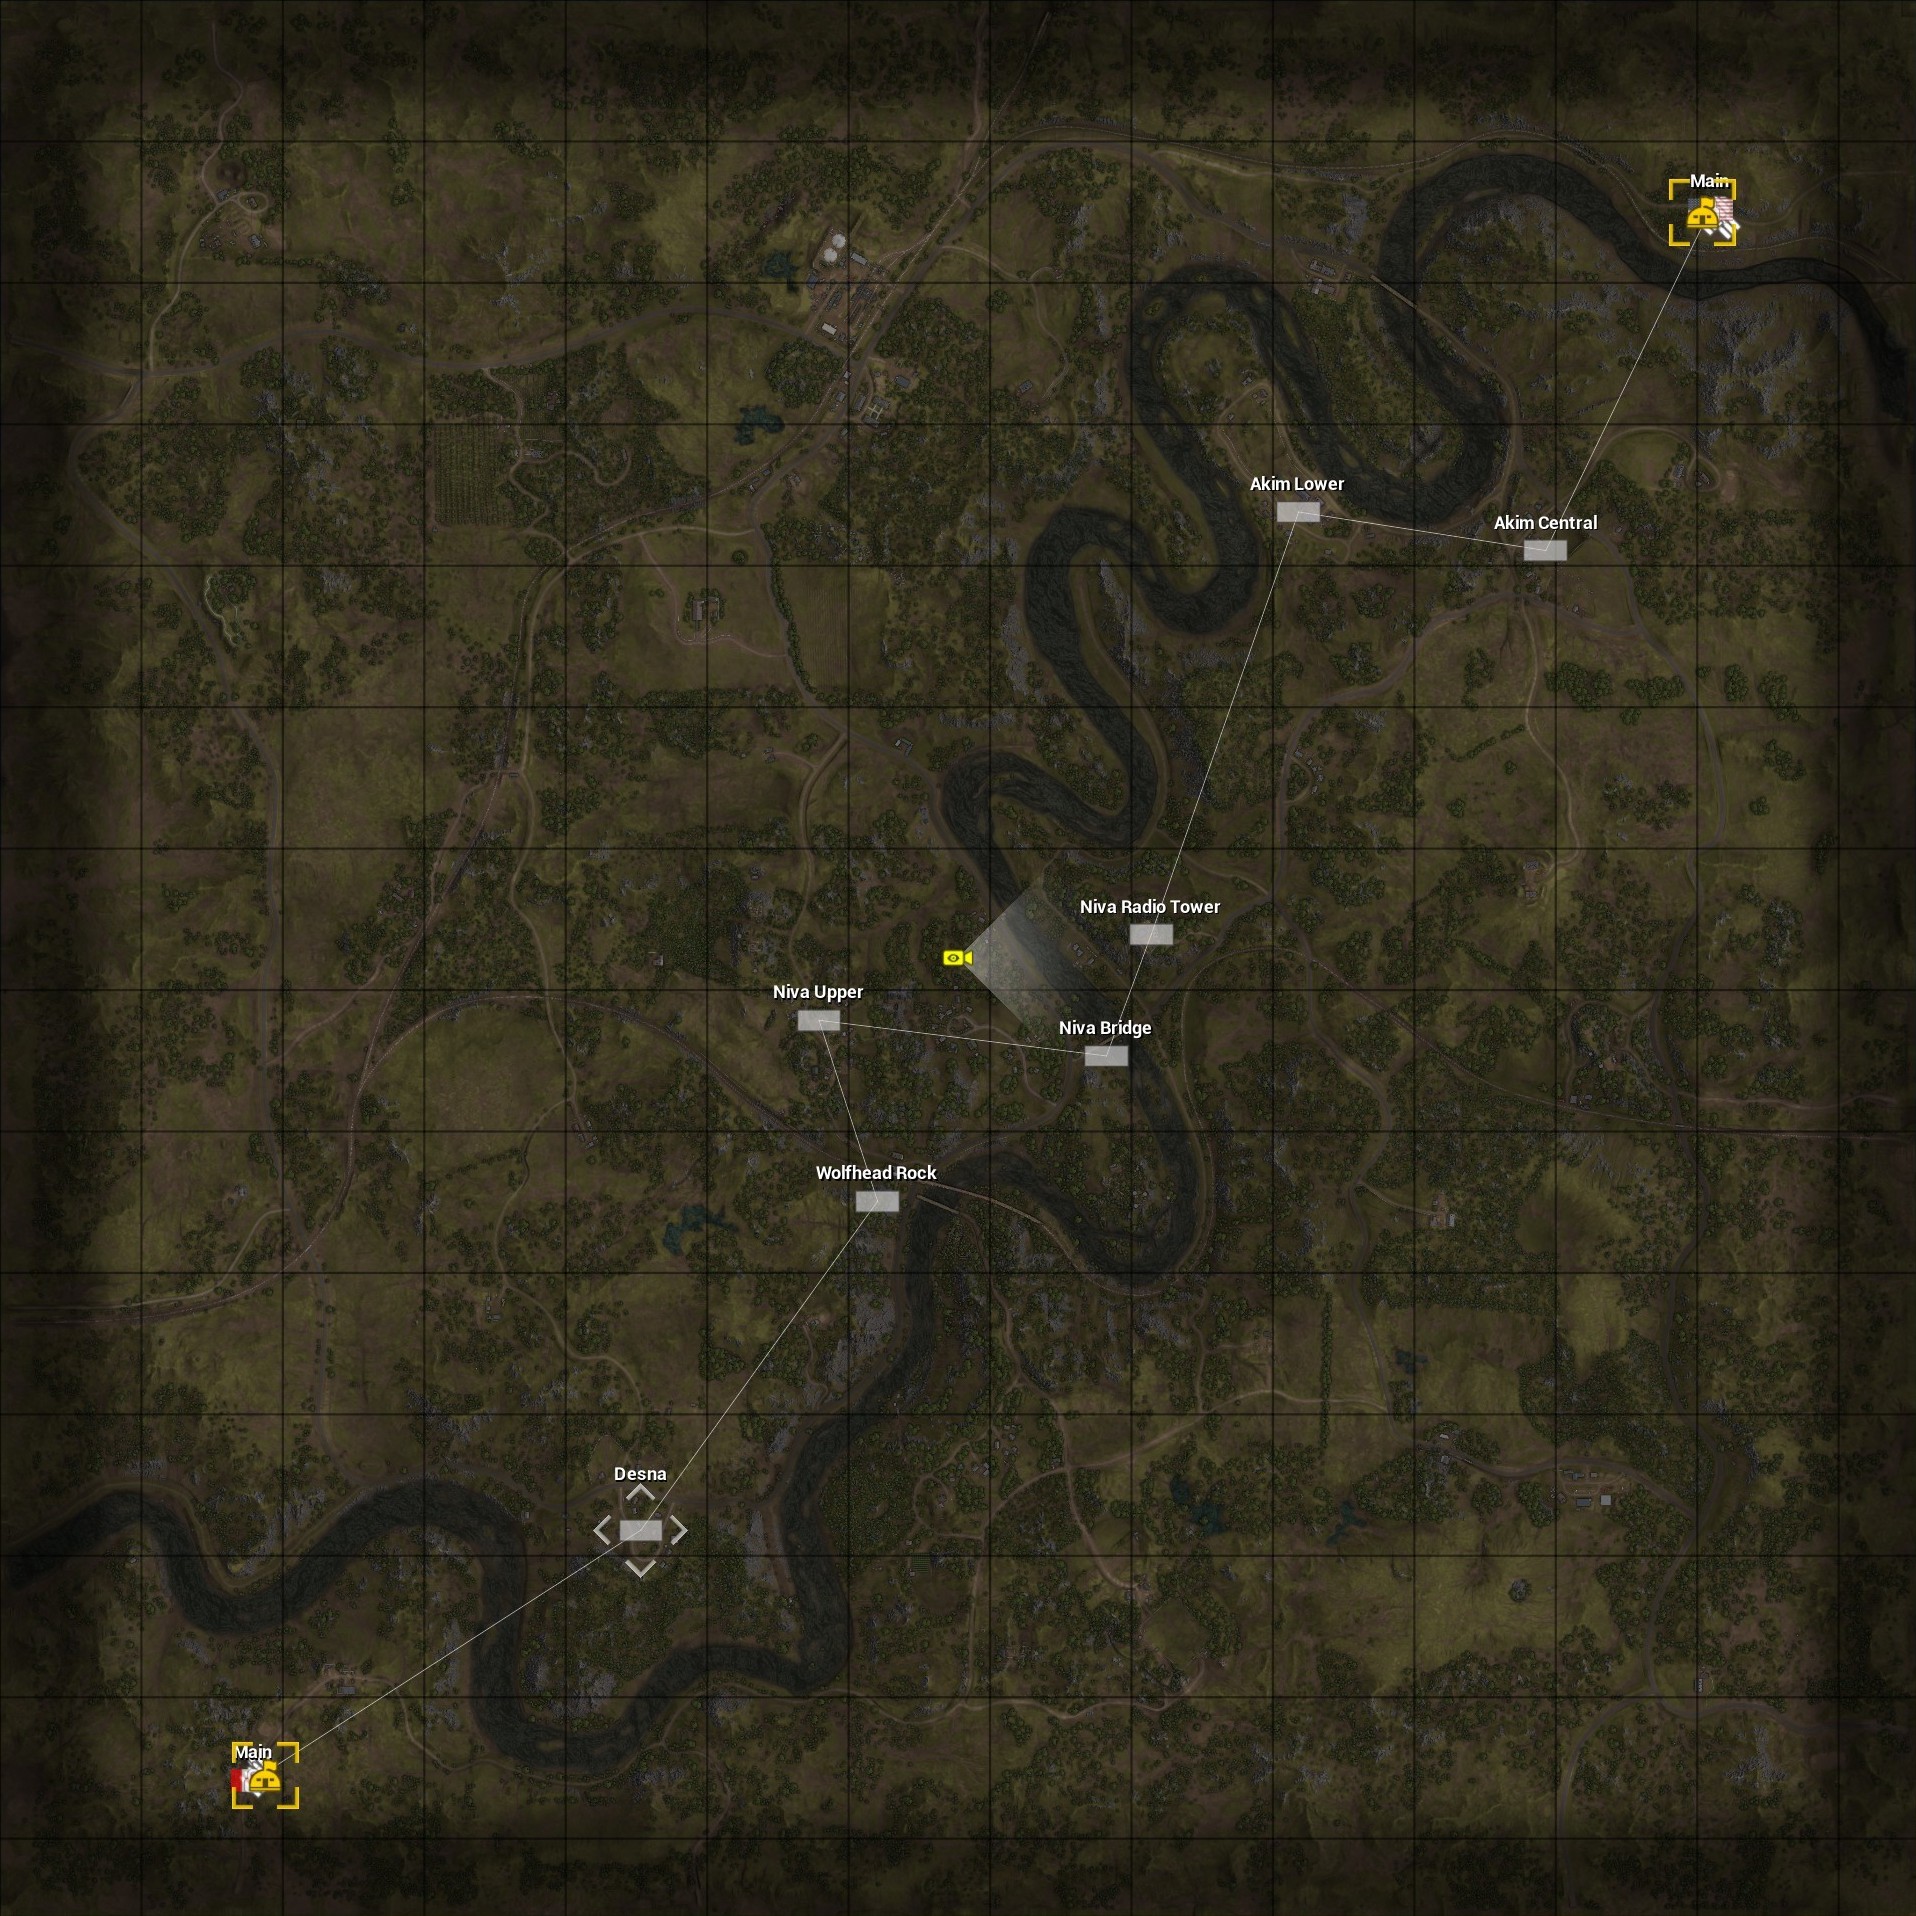 Main
Akim Lower
Akim Central
Niva Radio Tower
Niva Upper
Niva Bridge
Wolfhead Rock
Desna
Main